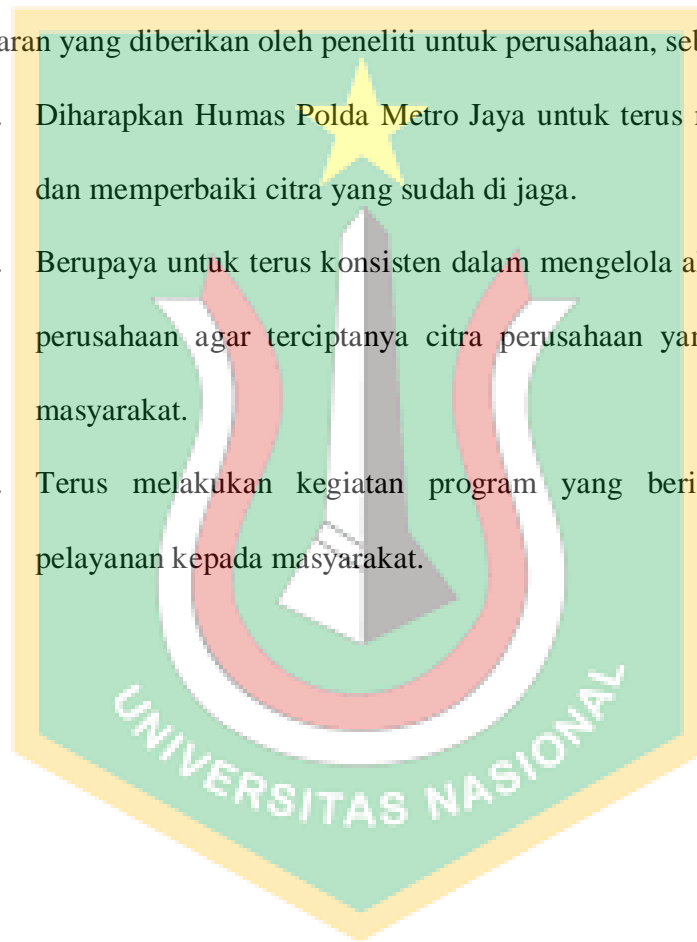 aran yang diberikan oleh peneliti untuk perusahaan, seb
. Diharapkan Humas Polda Metro Jaya untuk terus
dan memperbaiki citra yang sudah di jaga.
. Berupaya untuk terus konsisten dalam mengelola a
perusahaan agar terciptanya citra perusahaan yan
masyarakat.
. Terus melakukan kegiatan program yang beri
pelayanan kepada masyarakat.
UNIVERSITAS NASIONAL